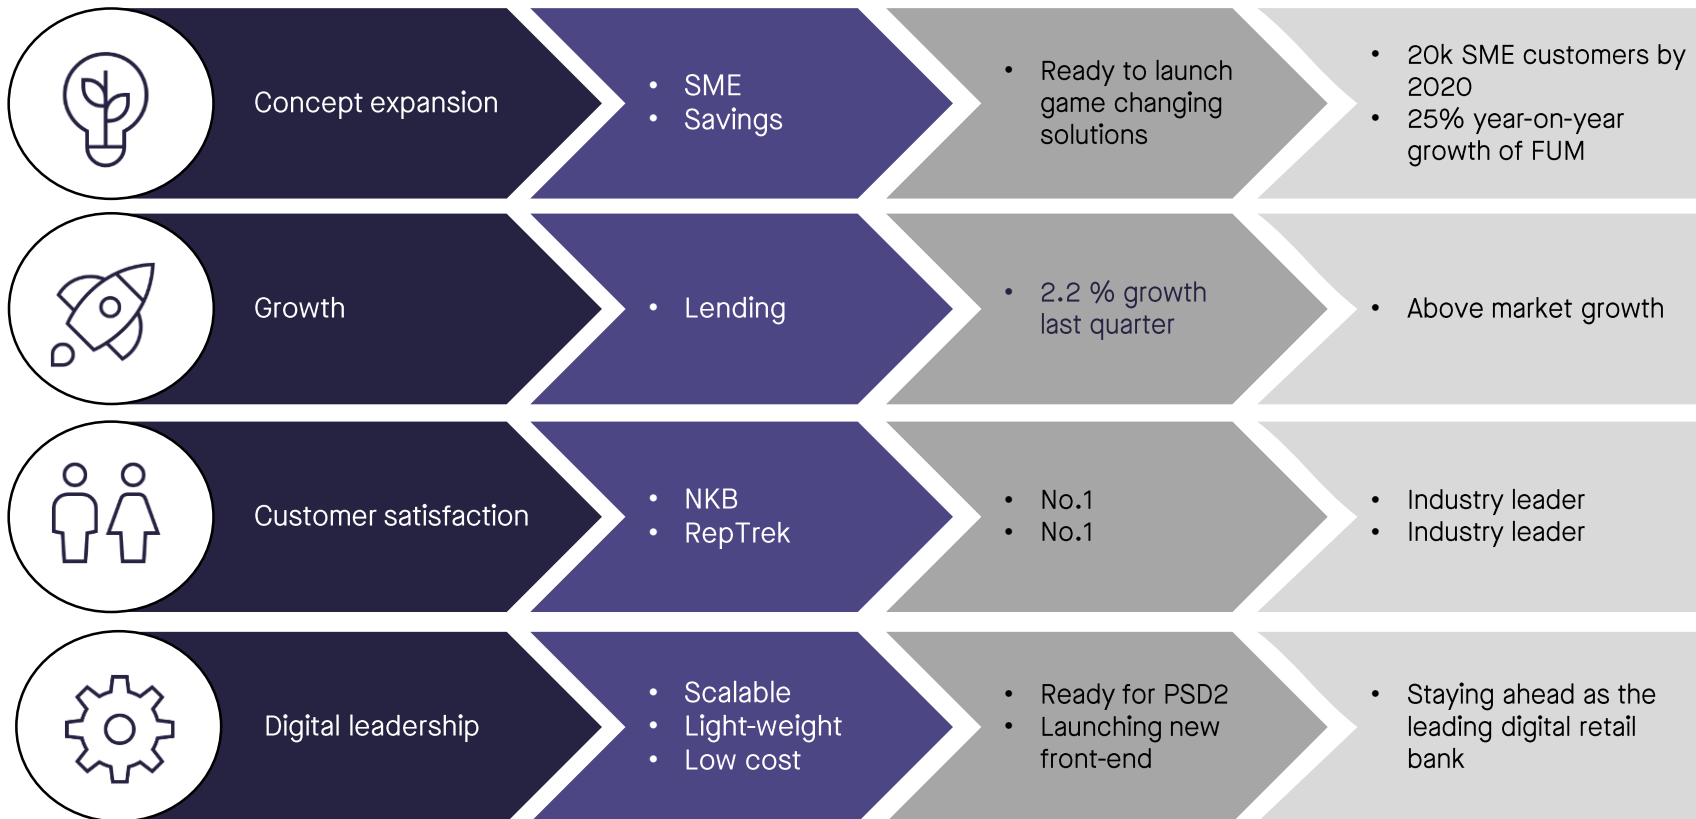 Concept expansion
• SME
• Savings
• Ready to launch
game changing
solutions
• 20k SME customers by
2020
• 25% year-on-year
growth of FUM
Growth
• Lending
• 2.2 % growth
last quarter
• Above market growth
Customer satisfaction
• NKB
• RepTrek
• No.1
• No.1
• Industry leader
• Industry leader
Digital leadership
• Scalable
• Light-weight
• Low cost
• Ready for PSD2
• Launching new
front-end
• Staying ahead as the
leading digital retail
bank